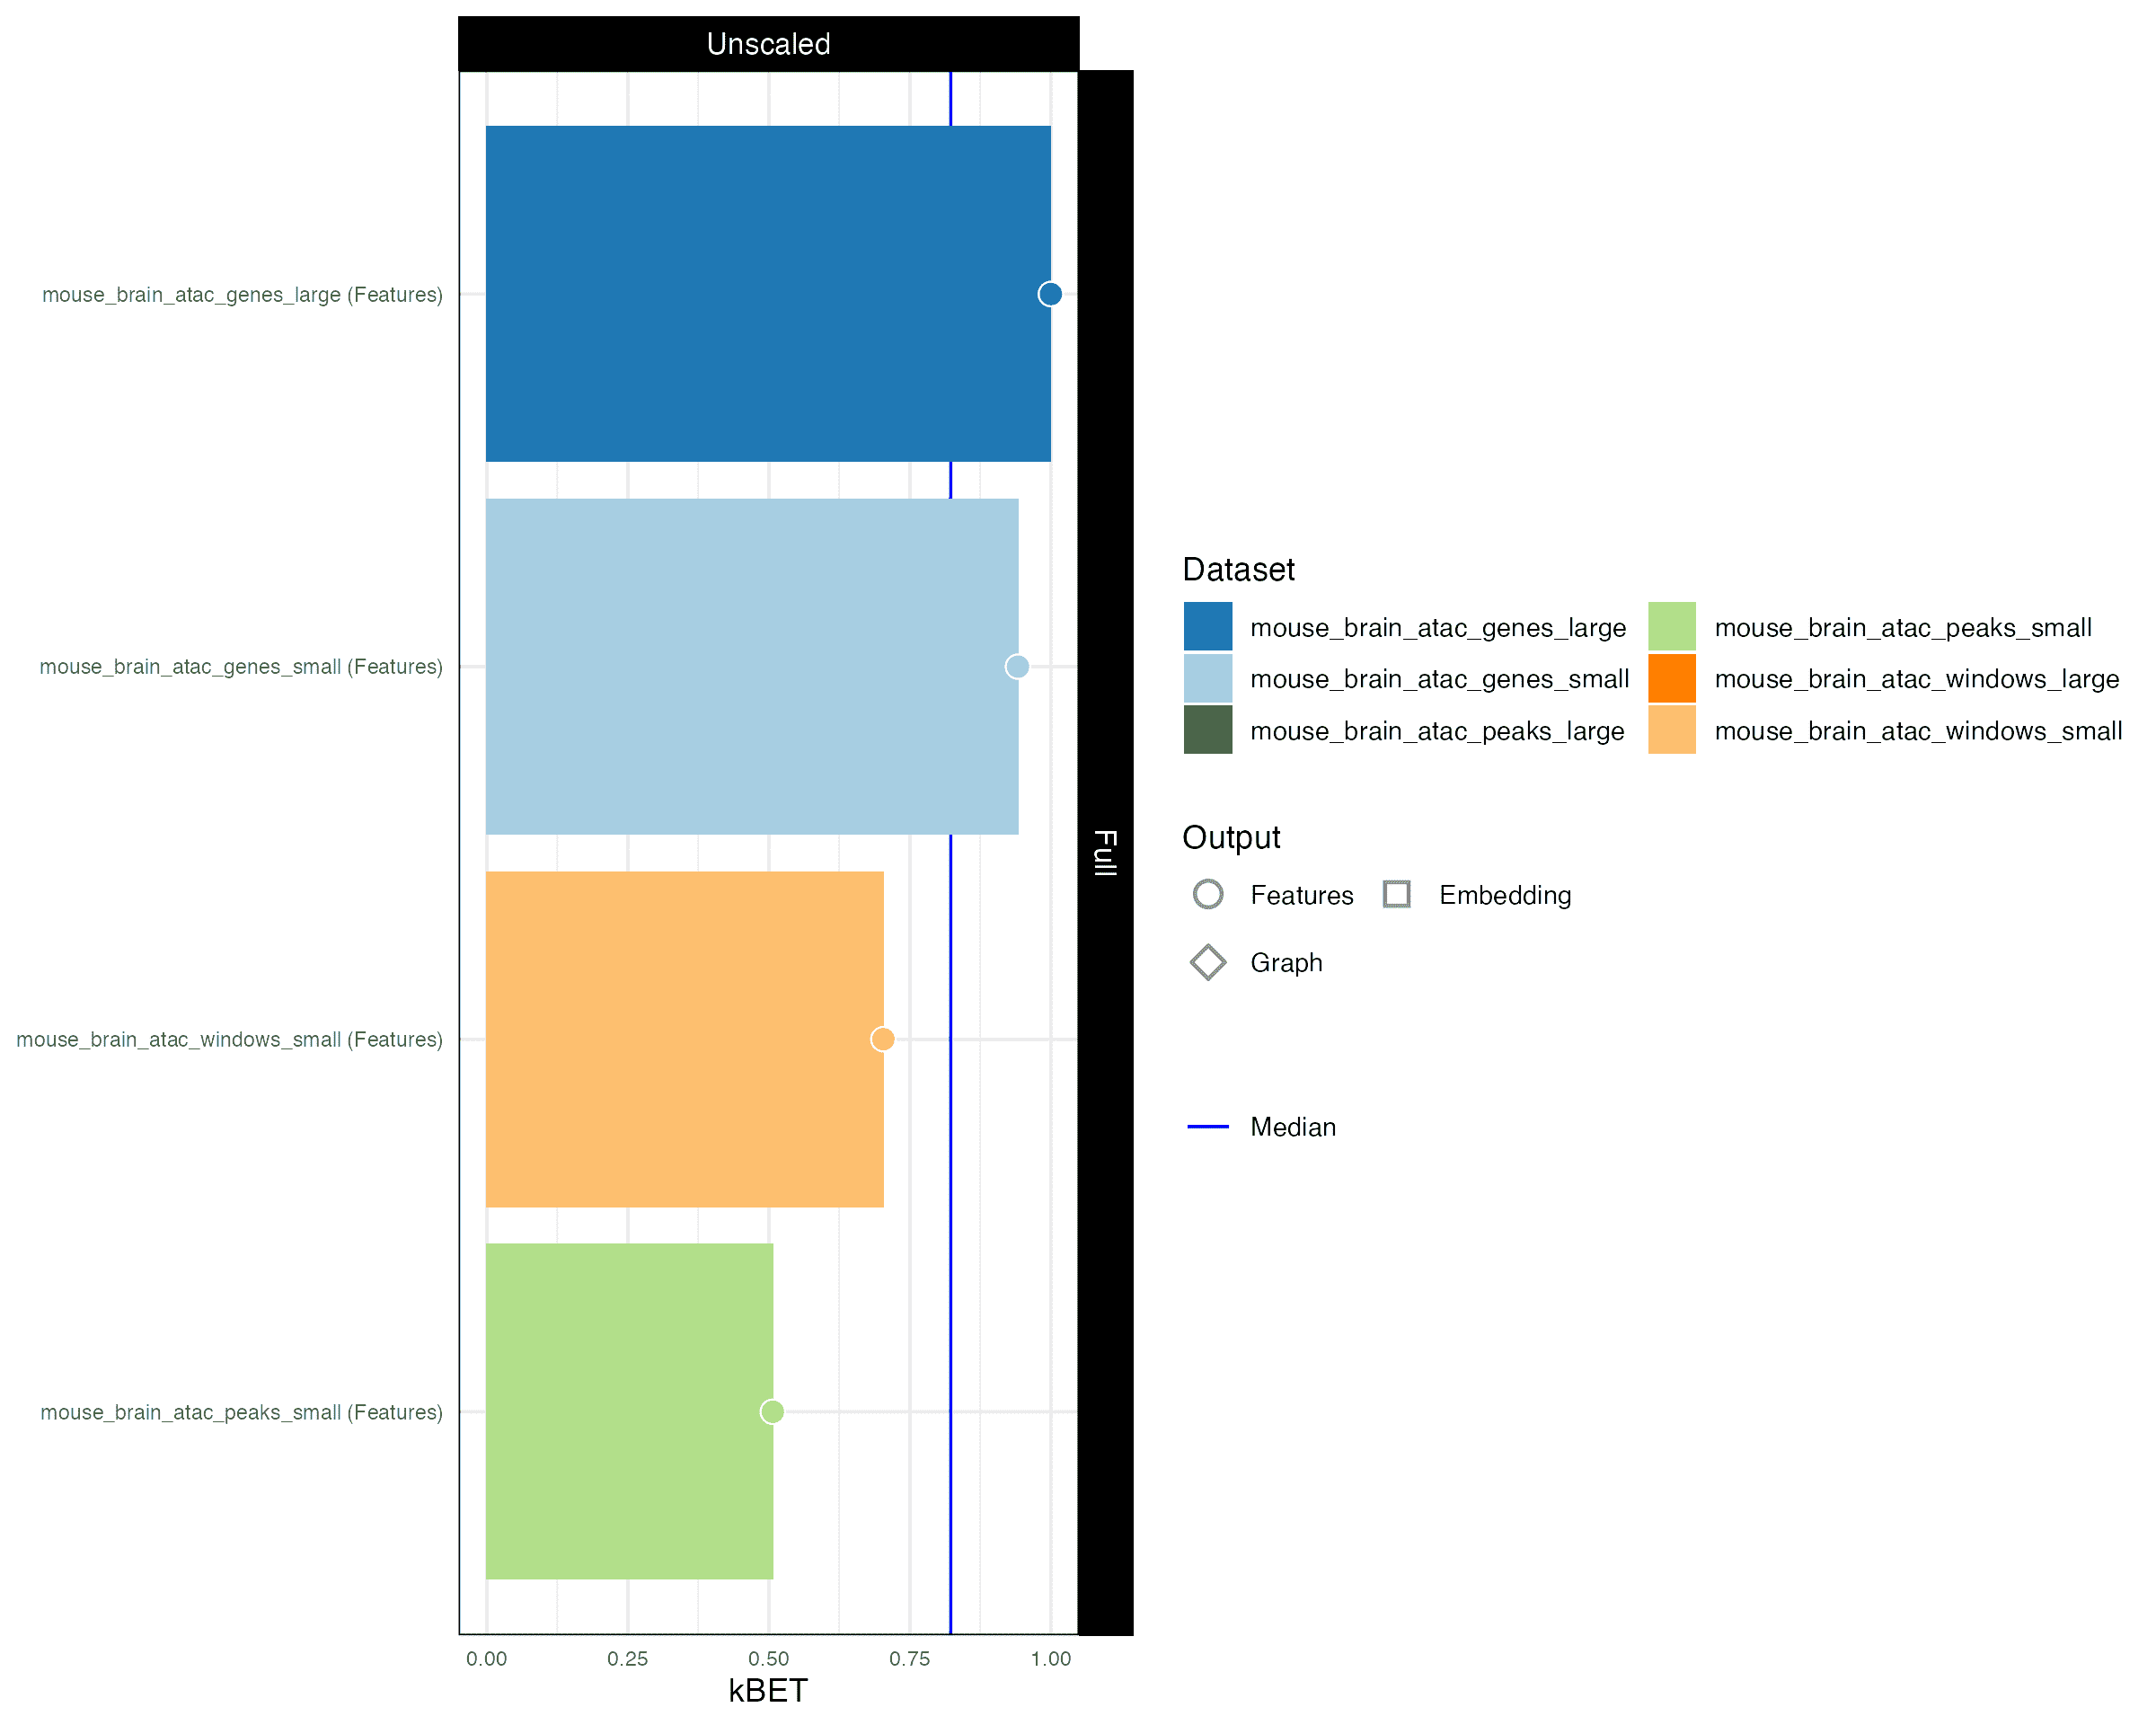 Unscaled
mouse_brain_atac_genes_large (Features)
mouse_brain_atac_genes_small (Features)
mouse_brain_atac_windows_small (Features)
mouse_brain_atac_peaks_small (Features)
0.00 0.25 0.50 0.75 1.00
kBET
Full
Dataset
mouse_brain_atac_genes_large mouse_brain_atac_peaks_small
mouse_brain_atac_genes_small mouse_brain_atac_windows_large
mouse_brain_atac_peaks_large mouse_brain_atac_windows_small
Output
Features Embedding
Graph
Median